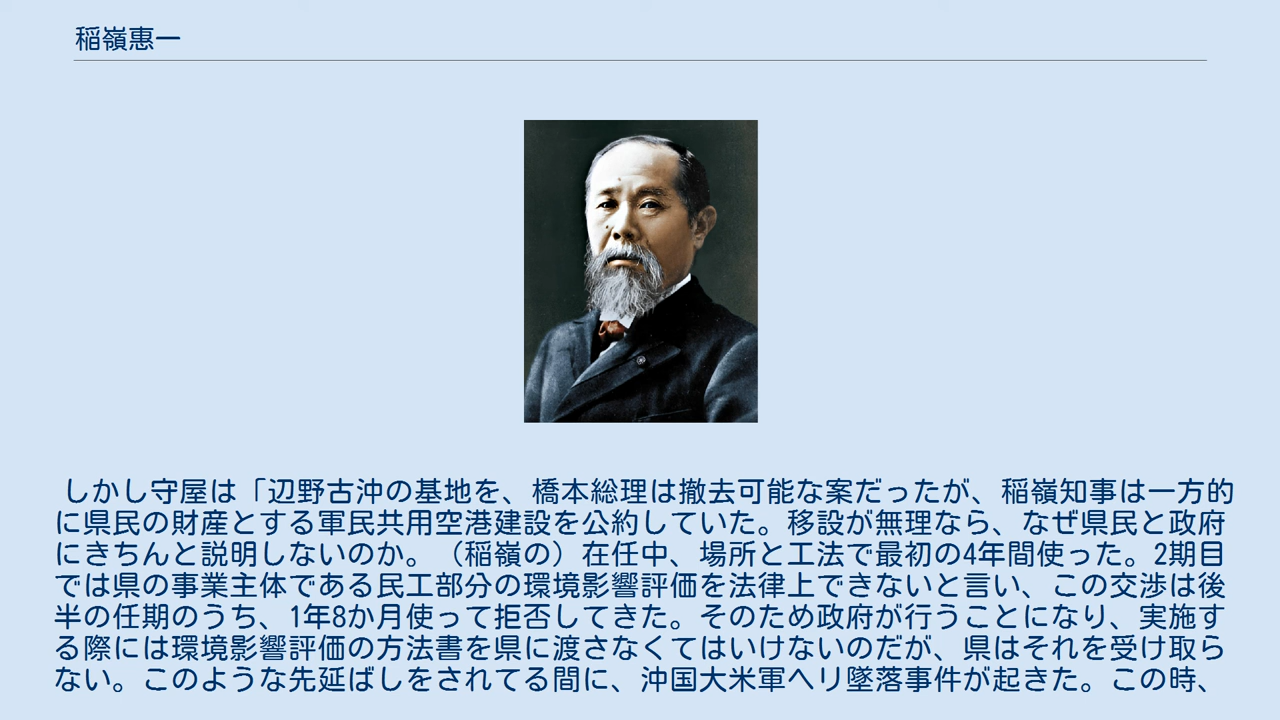 稲嶺惠一
しかし守屋は「辺野古沖の基地を、橋本総理は撤去可能な案だったが、稲嶺知事は一方的
に県民の財産とする軍民共用空港建設を公約していた。移設が無理なら、なぜ県民と政府
にきちんと説明しないのか。（稲嶺の）在任中、場所と工法で最初の4年間使った。2期目
では県の事業主体である民工部分の環境影響評価を法律上できないと言い、この交渉は後
半の任期のうち、1年8か月使って拒否してきた。そのため政府が行うことになり、実施す
る際には環境影響評価の方法書を県に渡さなくてはいけないのだが、県はそれを受け取ら
ない。このような先延ばしをされてる間に、沖国大米軍ヘリ墜落事件が起きた。この時、